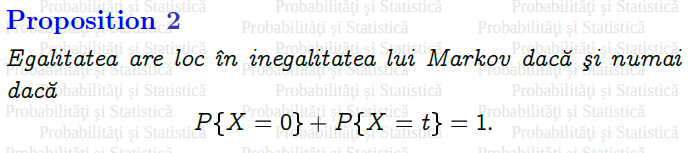 Proposition 2
Egalitatea are loc în inegalitatea lui Markov dacă şi numai
dacă
P{X = 0} + P{X = t} = 1.